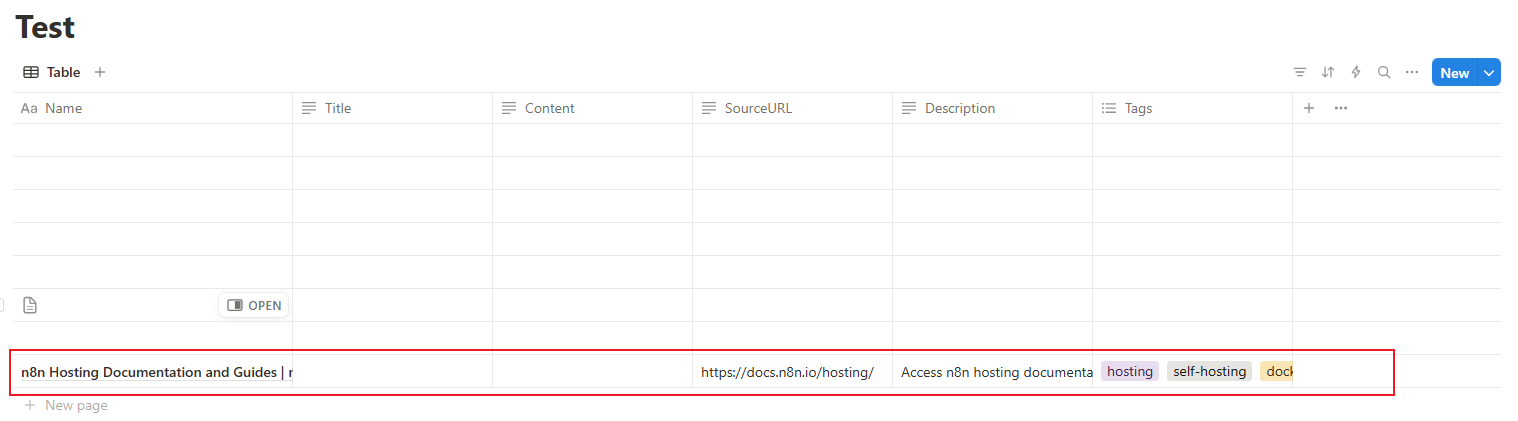 Test
Table
New
Aa Name Title Content SourceURL Description Tags
OPEN
n8n Hosting Documentation and Guides | https://docs.n8n.io/hosting/ Access n8n hosting documenta hosting self-hosting dock
New page